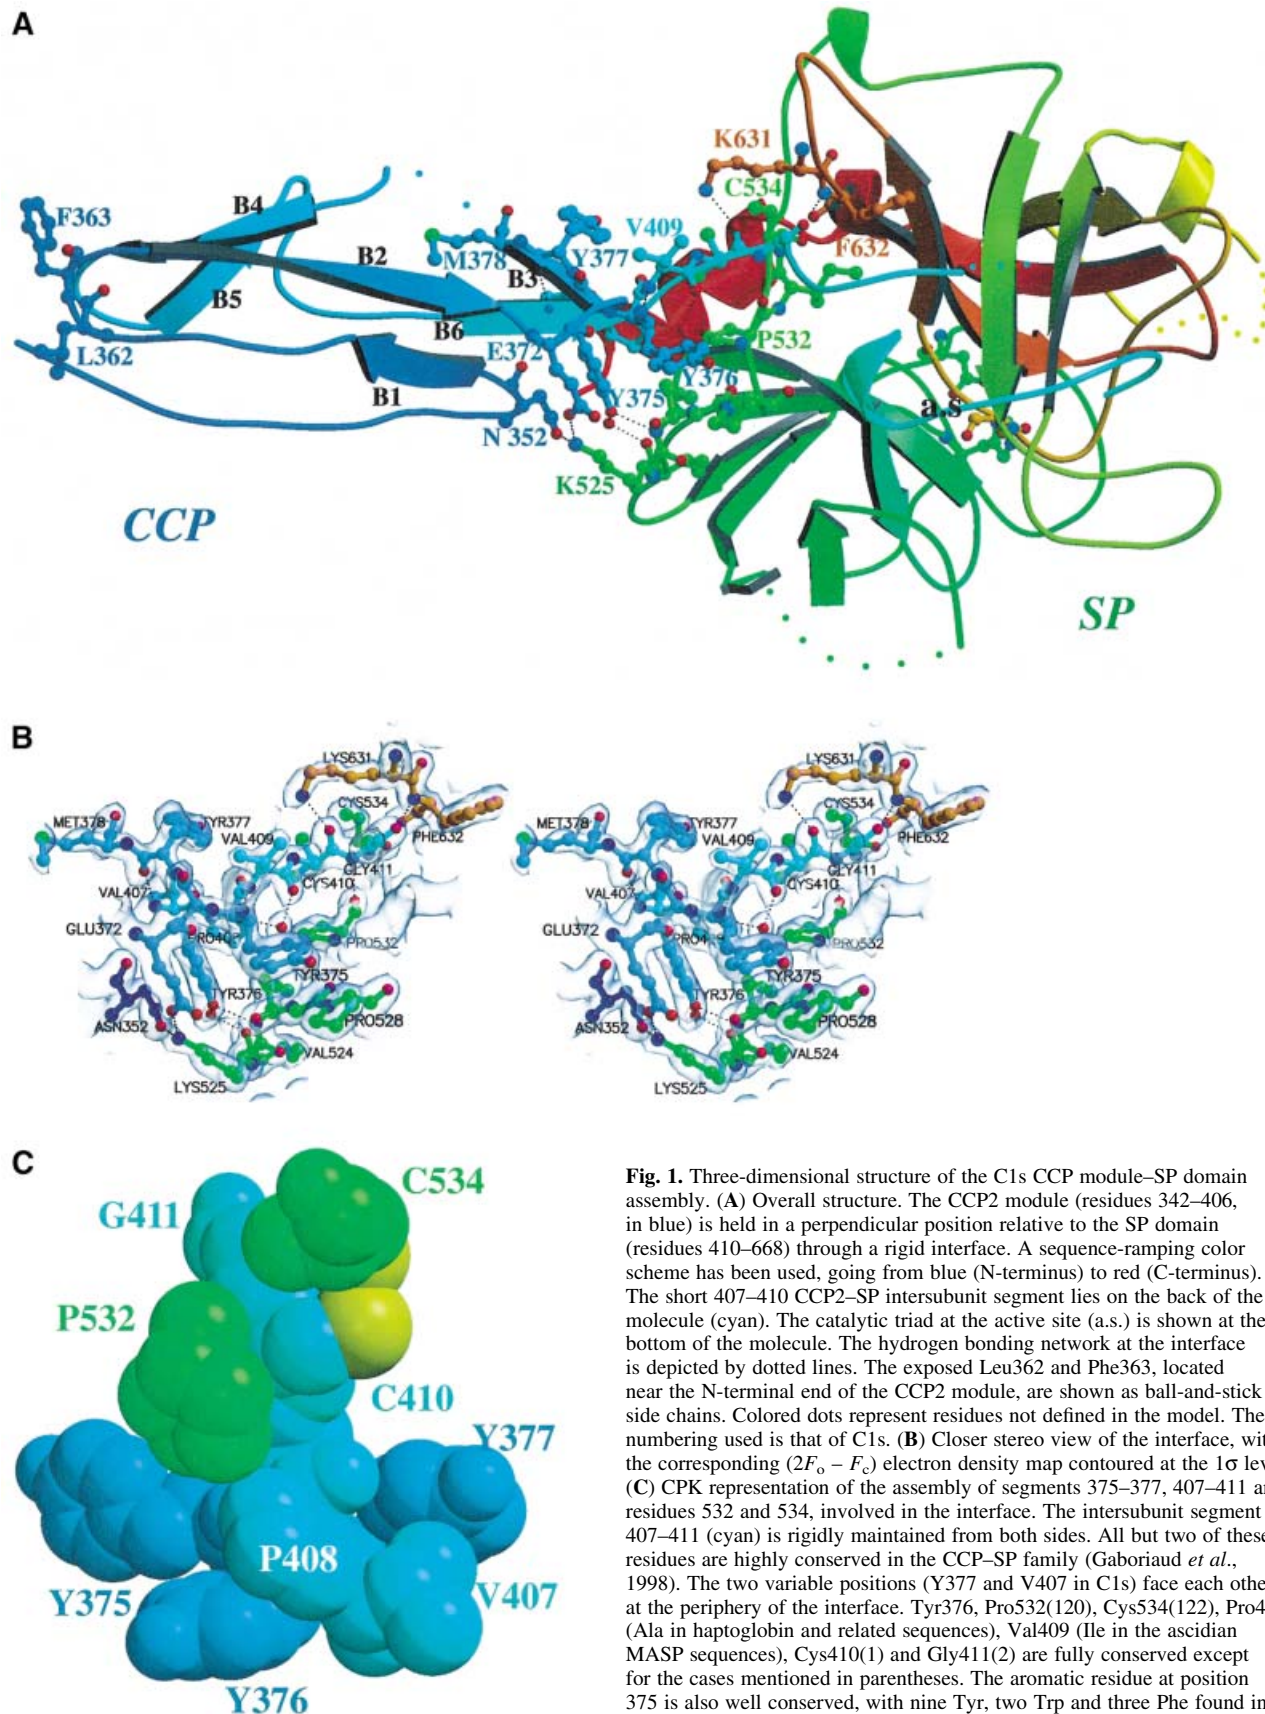 A
K631
C534
F363
B4
V409
B2
M378
B3
Y377
F632
B5
B6
P532
L362
E372
Y376
B1
Y375
a.s
N 352
K525
CCP
SP
B
LYS631
CYS534
MET378
TYR377
VAL409
PHE632
GLY411
CYS410
VAL407
GLU372
PRO532
TYR375
TYR376
ASN352
PRO528
VAL524
LYS525
LYS631
CYS534
MET378
TYR377
VAL409
PHE632
GLY411
CYS410
VAL407
GLU372
PRO532
TYR375
TYR376
ASN352
PRO528
VAL524
LYS525
C
C534
G411
P532
C410
Y377
P408
Y375
V407
Y376
Fig. 1. Three-dimensional structure of the C1s CCP module–SP domain
assembly. (A) Overall structure. The CCP2 module (residues 342–406,
in blue) is held in a perpendicular position relative to the SP domain
(residues 410–668) through a rigid interface. A sequence-ramping color
scheme has been used, going from blue (N-terminus) to red (C-terminus).
The short 407–410 CCP2–SP intersubunit segment lies on the back of the
molecule (cyan). The catalytic triad at the active site (a.s.) is shown at the
bottom of the molecule. The hydrogen bonding network at the interface
is depicted by dotted lines. The exposed Leu362 and Phe363, located
near the N-terminal end of the CCP2 module, are shown as ball-and-stick
side chains. Colored dots represent residues not defined in the model. The
numbering used is that of C1s. (B) Closer stereo view of the interface, wit
the corresponding (2Fo – Fc) electron density map contoured at the 1σ lev
(C) CPK representation of the assembly of segments 375–377, 407–411 an
residues 532 and 534, involved in the interface. The intersubunit segment
407–411 (cyan) is rigidly maintained from both sides. All but two of these
residues are highly conserved in the CCP–SP family (Gaboriaud et al.,
1998). The two variable positions (Y377 and V407 in C1s) face each othe
at the periphery of the interface. Tyr376, Pro532(120), Cys534(122), Pro4
(Ala in haptoglobin and related sequences), Val409 (Ile in the ascidian
MASP sequences), Cys410(1) and Gly411(2) are fully conserved except
for the cases mentioned in parentheses. The aromatic residue at position
375 is also well conserved, with nine Tyr, two Trp and three Phe found in